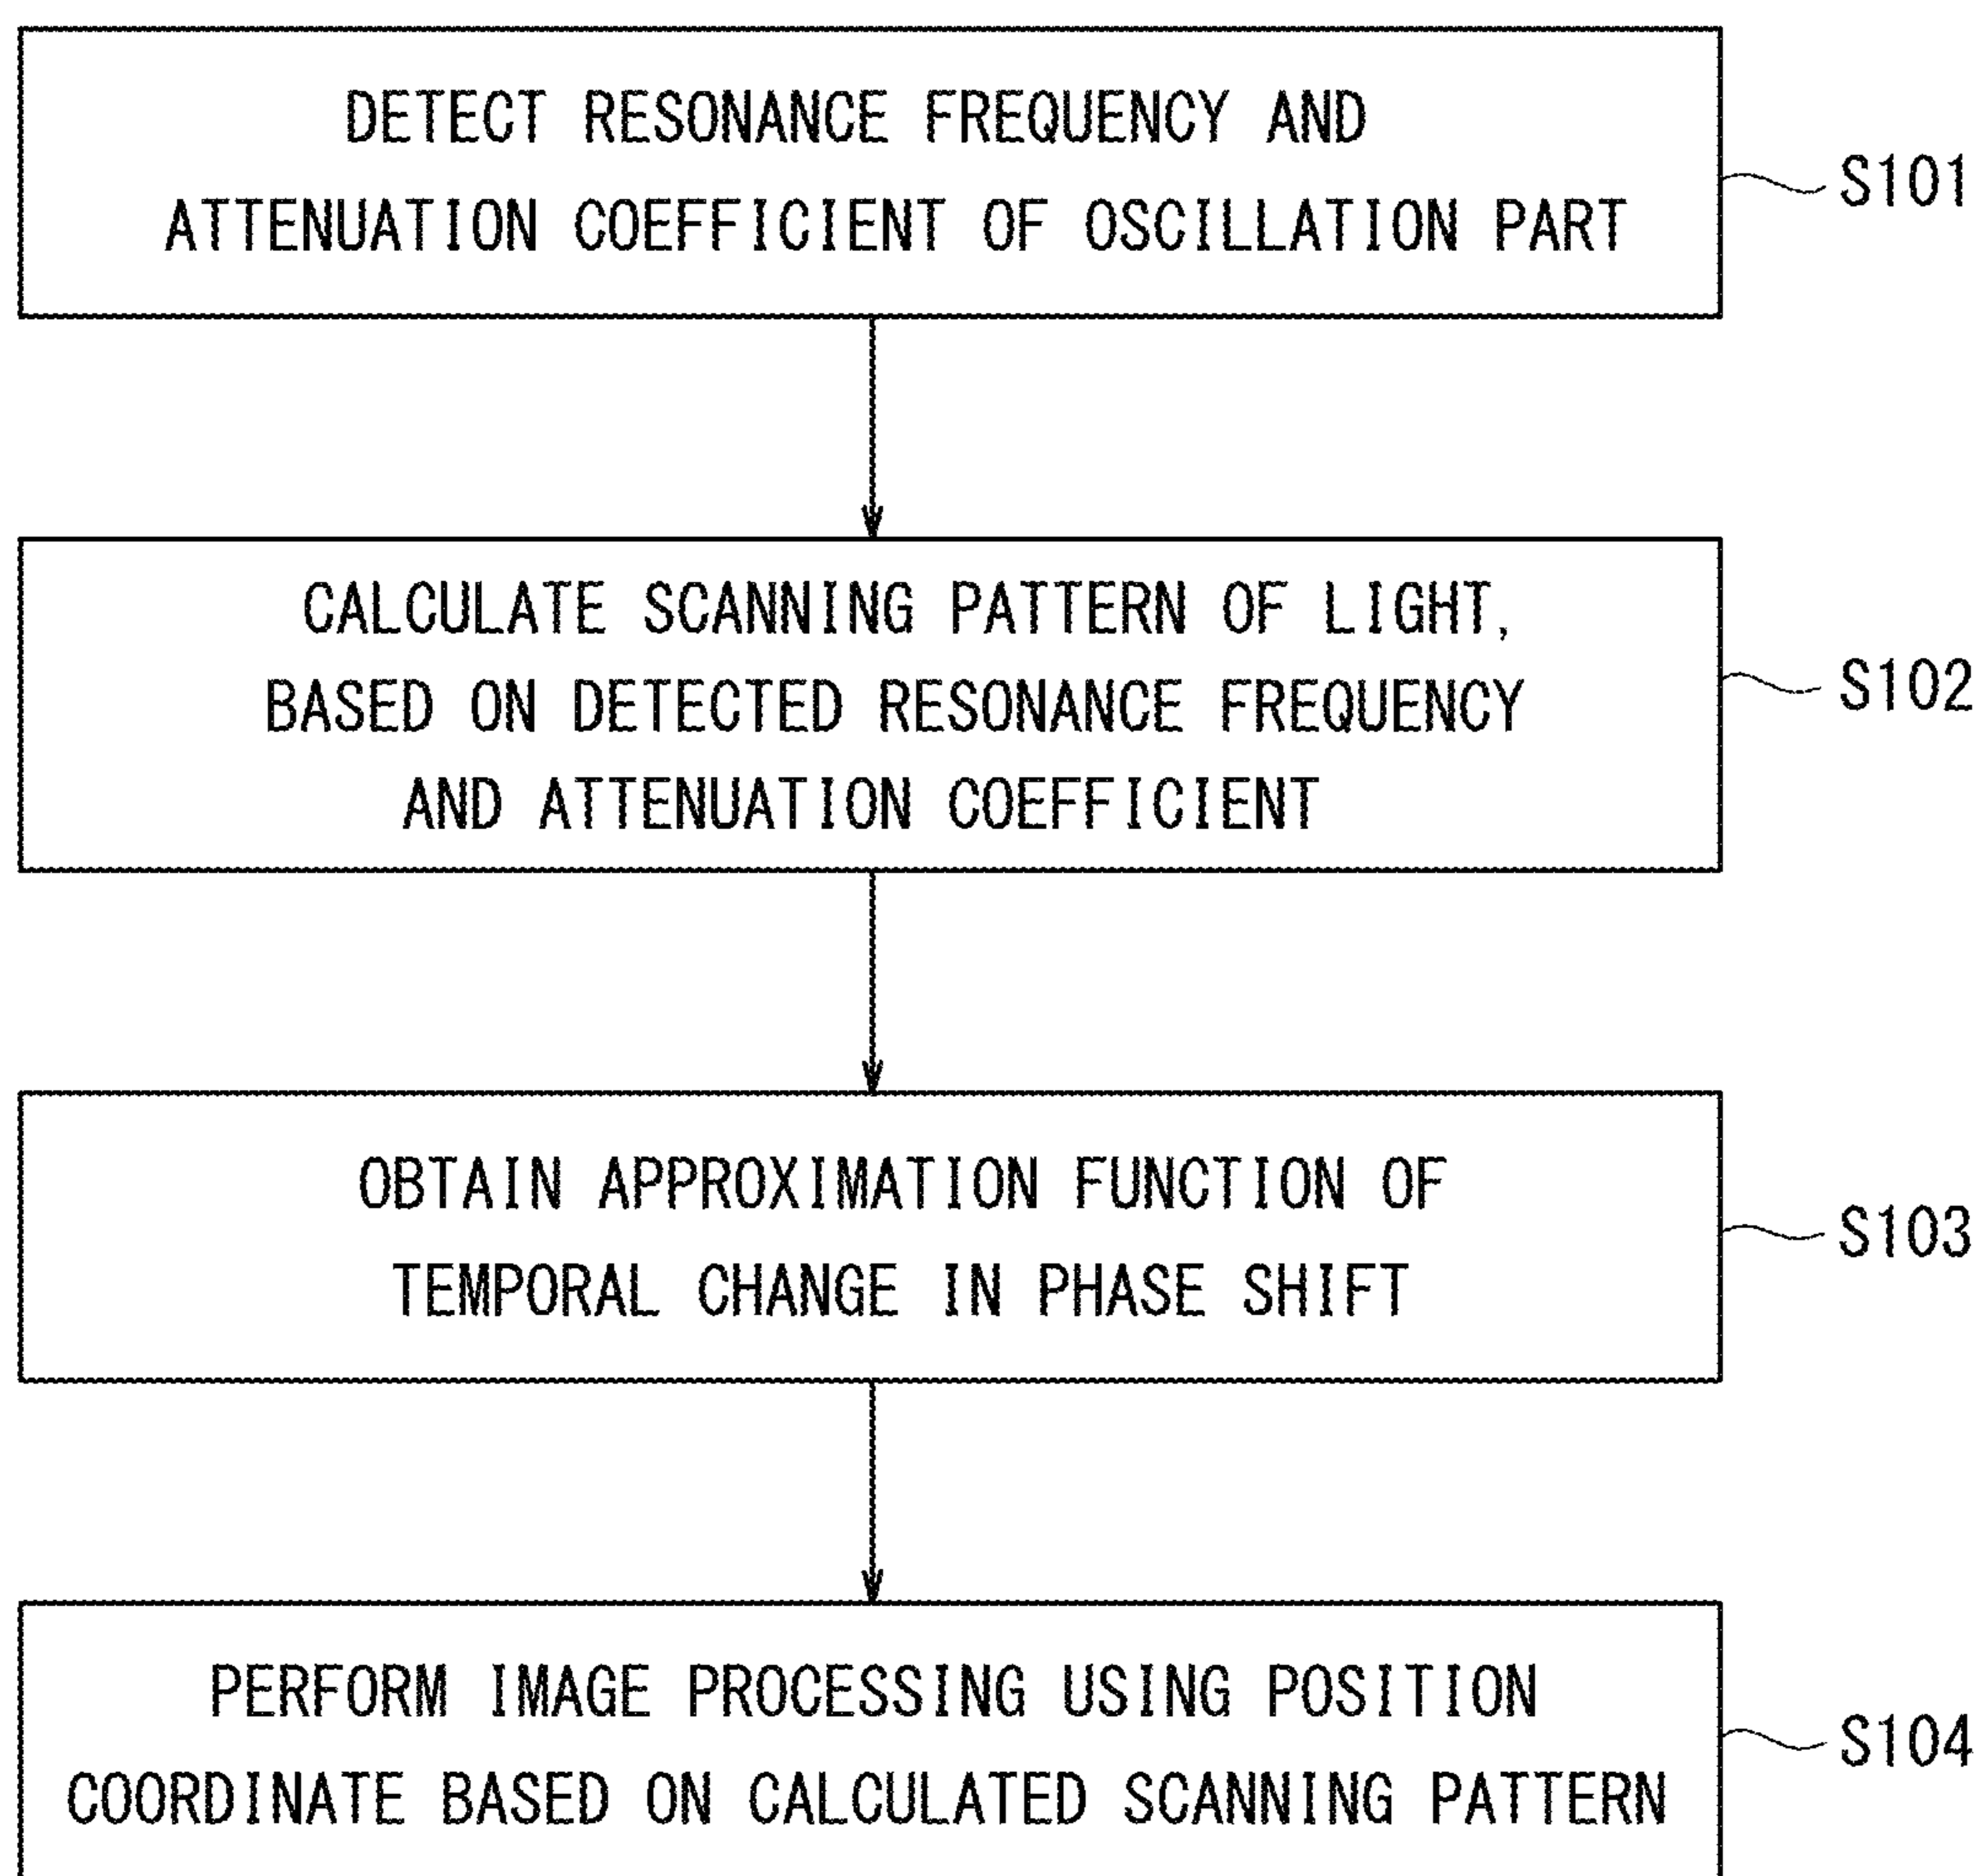 DETECT RESONANCE FREQUENCY AND
ATTENUATION COEFFICIENT OF OSCILLATION PART
S101
CALCULATE SCANNING PATTERN OF LIGHT,
BASED ON DETECTED RESONANCE FREQUENCY
AND ATTENUATION COEFFICIENT
S102
OBTAIN APPROXIMATION FUNCTION OF
TEMPORAL CHANGE IN PHASE SHIFT
S103
PERFORM IMAGE PROCESSING USING POSITION
COORDINATE BASED ON CALCULATED SCANNING PATTERN
S104